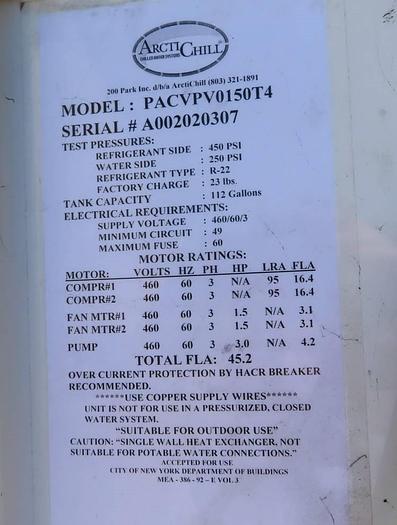 ARCTICHILL
CHILLED WATER SYSTEMS
200 Park Inc. d/b/a ArctiChill (803) 321-1891
MODEL : PACVPV0150T4
SERIAL # A002020307
TEST PRESSURES:
REFRIGERANT SIDE : 450 PSI
WATER SIDE : 250 PSI
REFRIGERANT TYPE : R-22
FACTORY CHARGE : 23 lbs.
TANK CAPACITY : 112 Gallons
ELECTRICAL REQUIREMENTS:
SUPPLY VOLTAGE : 460/60/3
MINIMUM CIRCUIT : 49
MAXIMUM FUSE : 60
MOTOR RATINGS:
MOTOR: VOLTS HZ PH HP LRA FLA
COMPR#1 460 60 3 N/A 95 16.4
COMPR#2 460 60 3 N/A 95 16.4
FAN MTR#1 460 60 3 1.5 N/A 3.1
FAN MTR#2 460 60 3 1.5 N/A 3.1
PUMP 460 60 3 3.0 N/A 4.2
TOTAL FLA: 45.2
OVER CURRENT PROTECTION BY HACR BREAKER
RECOMMENDED.
******USE COPPER SUPPLY WIRES******
UNIT IS NOT FOR USE IN A PRESSURIZED, CLOSED
WATER SYSTEM.
"SUITABLE FOR OUTDOOR USE"
CAUTION: "SINGLE WALL HEAT EXCHANGER, NOT
SUITABLE FOR POTABLE WATER CONNECTIONS."
ACCEPTED FOR USE
CITY OF NEW YORK DEPARTMENT OF BUILDINGS
MEA - 386 - 92 - E VOL 3